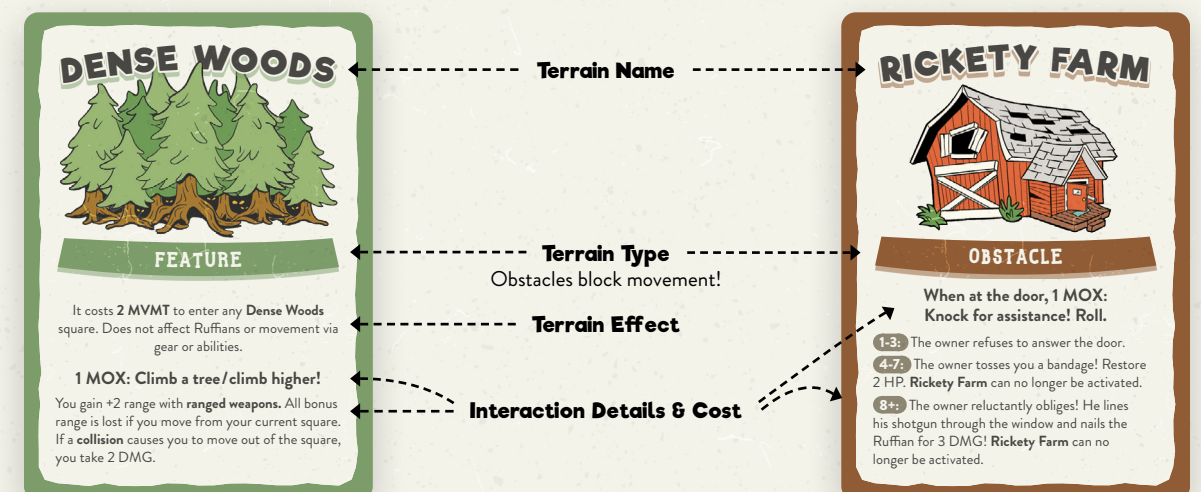 DENSE WOODS
FEATURE
It costs 2 MVMT to enter any Dense Woods
square. Does not affect Ruffians or movement via
gear or abilities.
1 MOX: Climb a tree/climb higher!
You gain +2 range with ranged weapons. All bonus
range is lost if you move from your current square.
If a collision causes you to move out of the square,
you take 2 DMG.
Terrain Name
Terrain Type
Obstacles block movement!
Terrain Effect
Interaction Details & Cost
RICKETY FARM
OBSTACLE
When at the door, 1 MOX:
Knock for assistance! Roll.
1-3: The owner refuses to answer the door.
4-7: The owner tosses you a bandage! Restore
2 HP. Rickety Farm can no longer be activated.
8+: The owner reluctantly obliges! He lines
his shotgun through the window and nails the
Ruffian for 3 DMG! Rickety Farm can no
longer be activated.